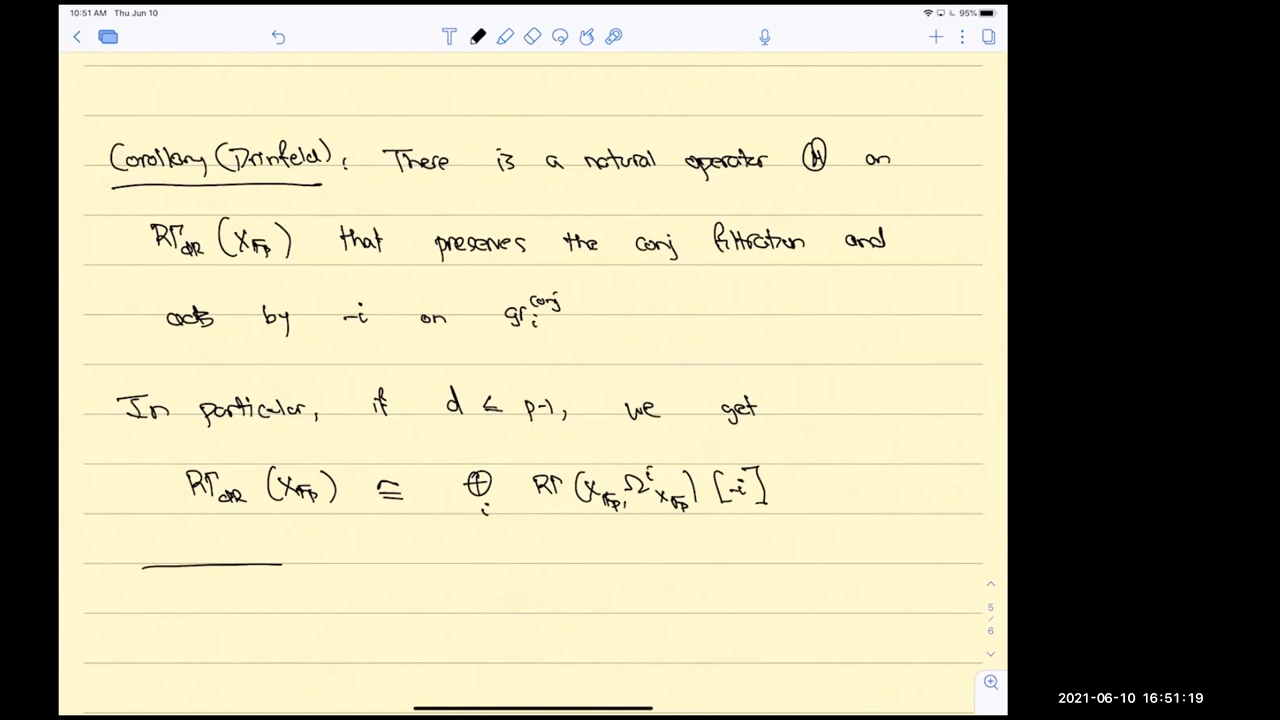 10:51 AM Thu Jun 10
95%
Corollary (Drinfeld): There is a natural operator Ⓗ on
RΓ_dR (X_𝔽p) that preserves the conj filtration and
acts by -i on gr_i^conj
In particular, if d ≤ p-1, we get
RΓ_dR (X_𝔽p) ≅ ⊕_i RΓ (X_𝔽p, Ω^i_X_𝔽p) [-i]
5
6
2021-06-10 16:51:19